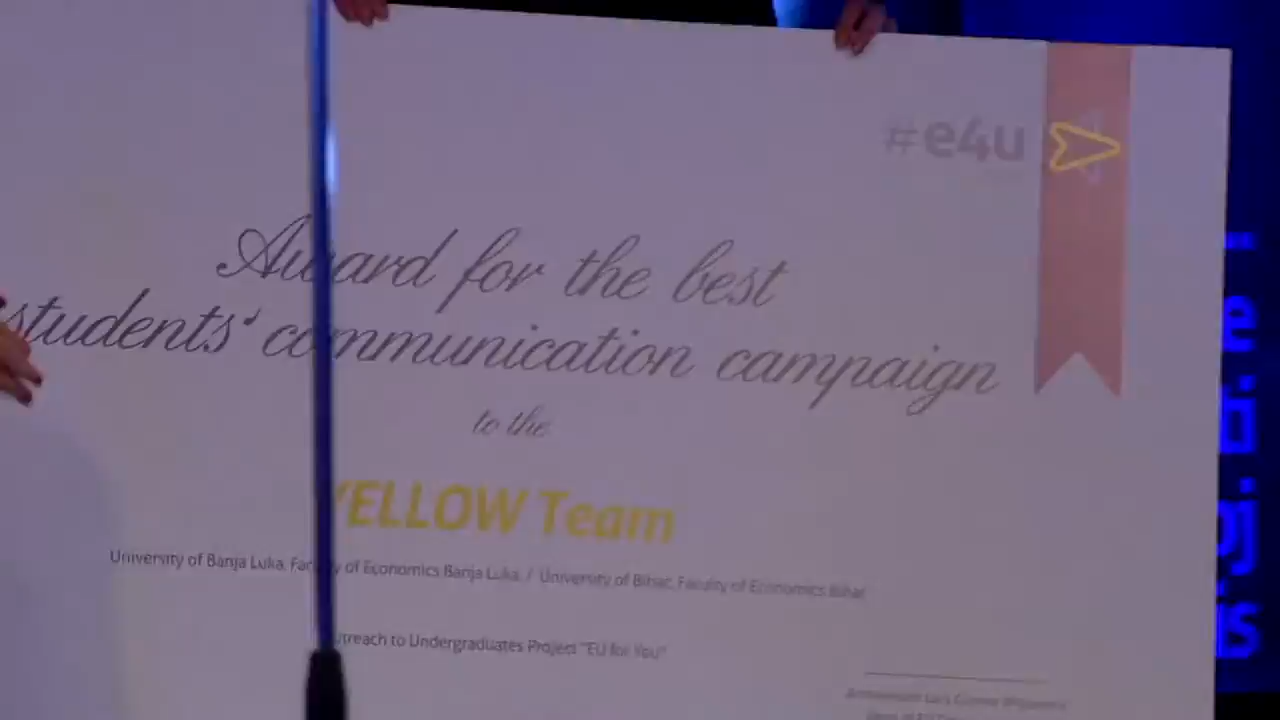 #e4u
Award for the best
students' communication campaign
to the
YELLOW Team
University of Banja Luka, Faculty of Economics Banja Luka / University of Bihać, Faculty of Economics Bihać
Outreach to Undergraduates Project "EU for You"